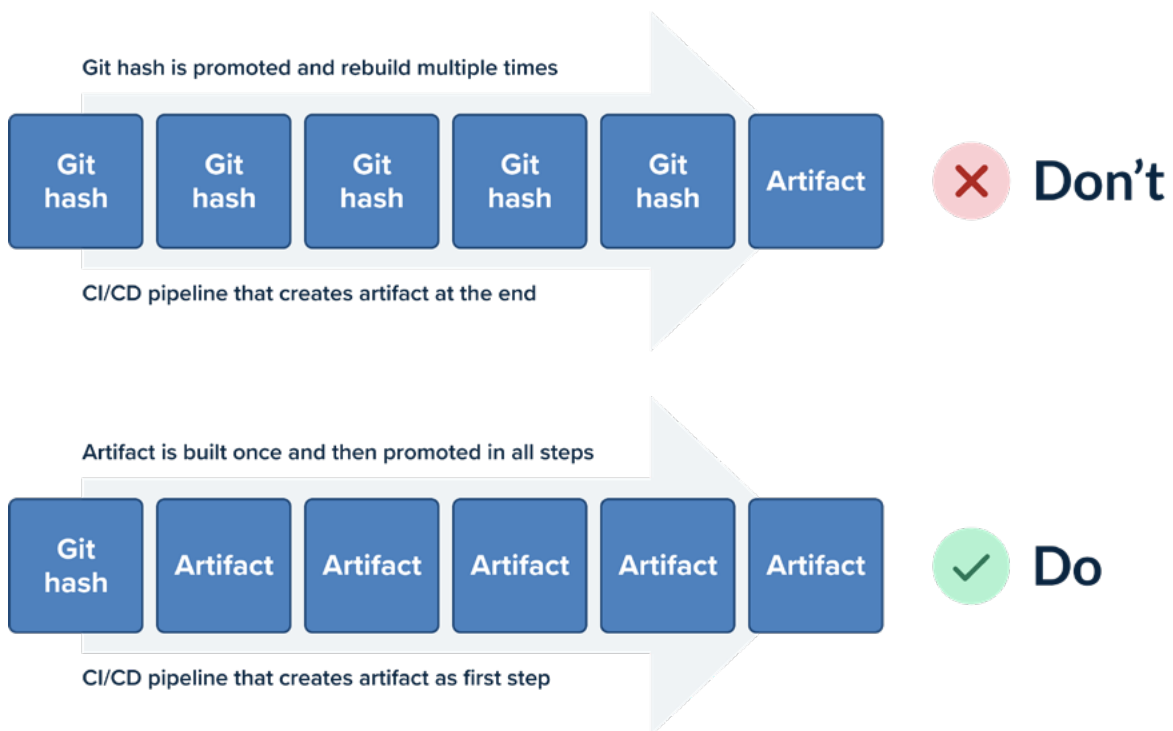 Git hash is promoted and rebuild multiple times
Git
hash
Git
hash
Git
hash
Git
hash
Git
hash
Artifact
Don't
CI/CD pipeline that creates artifact at the end
Artifact is built once and then promoted in all steps
Git
hash
Artifact
Artifact
Artifact
Artifact
Artifact
Do
CI/CD pipeline that creates artifact as first step